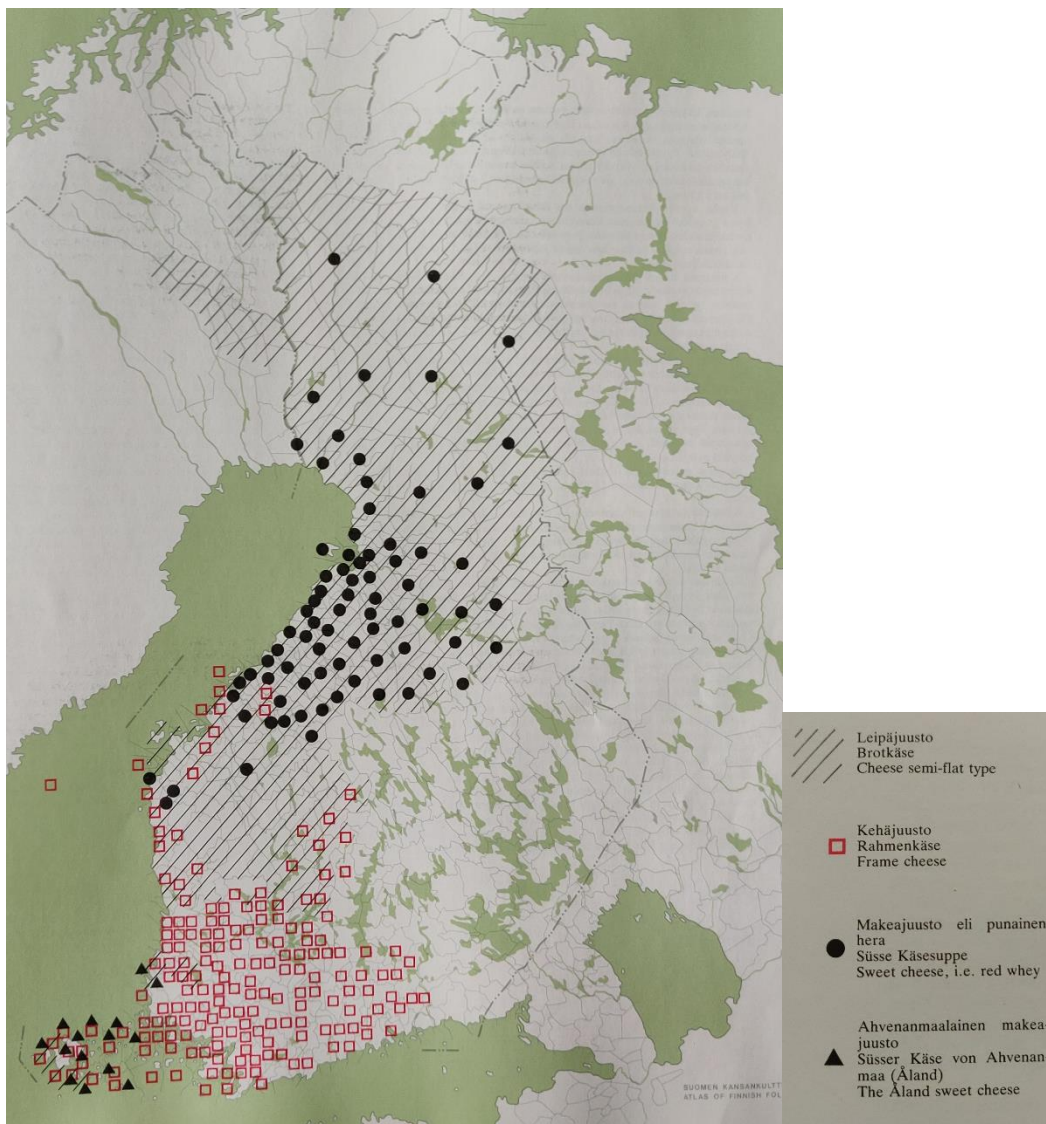 Leipäjuusto
Brotkäse
Cheese semi-flat type
Kehäjuusto
Rahmenkäse
Frame cheese
Makeajuusto eli punainen
hera
Süsse Käsesuppe
Sweet cheese, i.e. red whey
Ahvenanmaalainen makea-
juusto
Süsser Käse von Ahvenan-
maa (Åland)
The Åland sweet cheese
SUOMEN KANSANKULTT
ATLAS OF FINNISH FOL